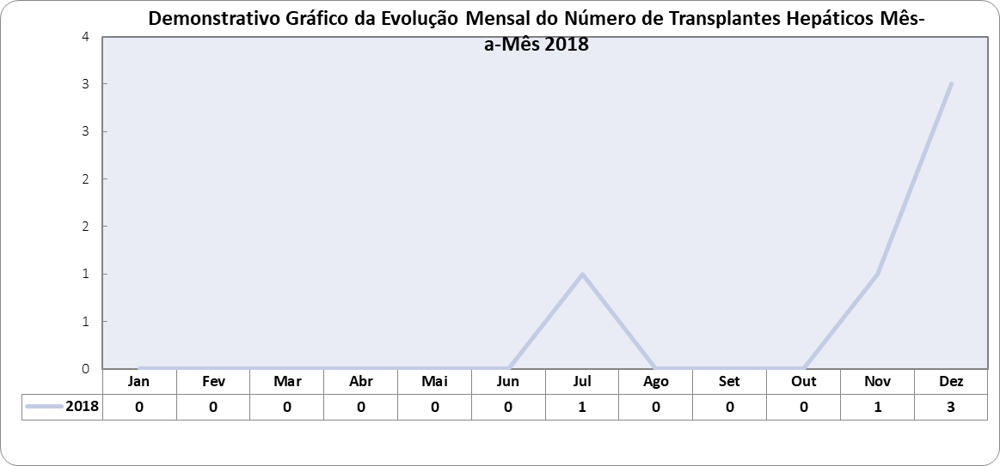 Demonstrativo Gráfico da Evolução Mensal do Número de Transplantes Hepáticos Mês-
a-Mês 2018
4
3
3
2
2
1
1
0
Jan Fev Mar Abr Mai Jun Jul Ago Set Out Nov Dez
2018 0 0 0 0 0 0 1 0 0 0 1 3